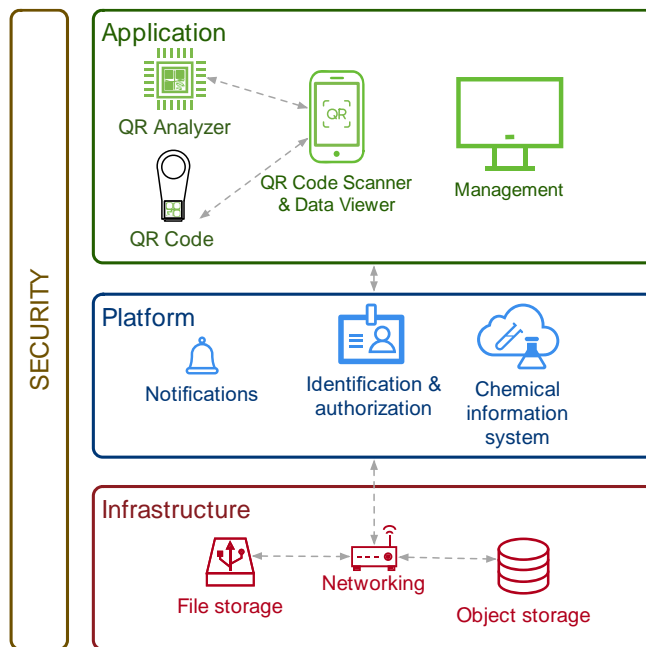 SECURITY
Application
QR Analyzer
QR
QR Code Scanner
& Data Viewer
Management
QR Code
Platform
Notifications
Identification &
authorization
Chemical
information
system
Infrastructure
File storage
Networking
Object storage